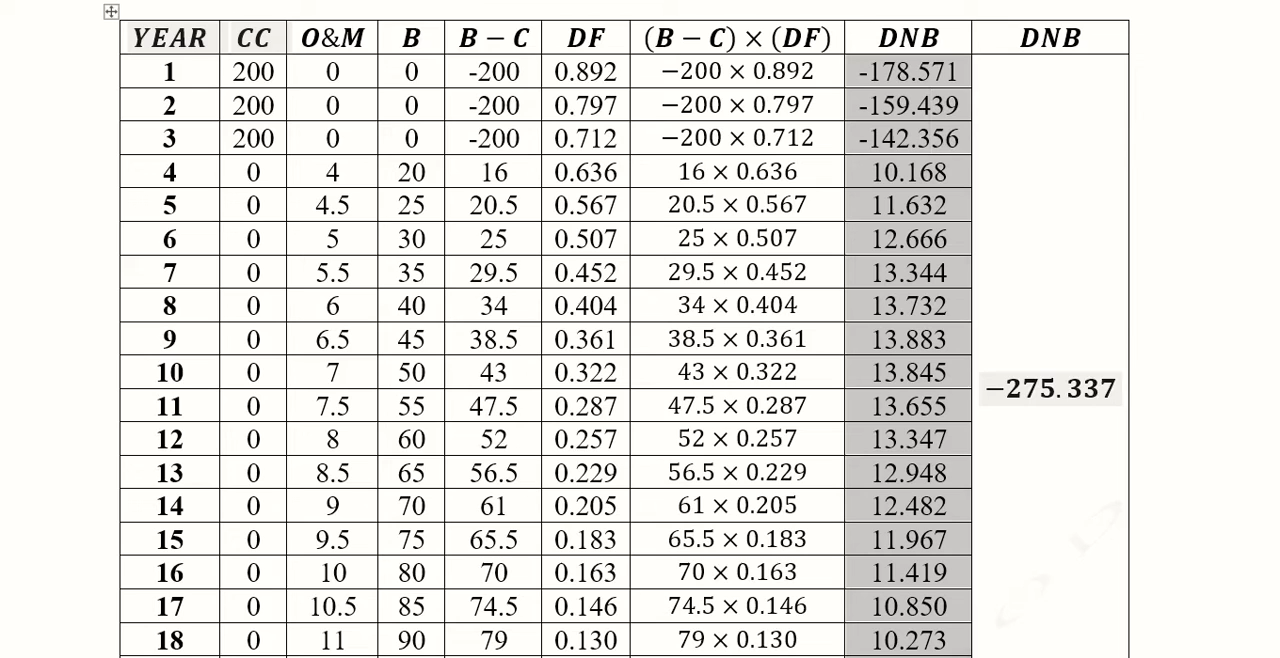 YEAR CC O&M B B − C DF (B − C) × (DF) DNB DNB
1 200 0 0 -200 0.892 −200 × 0.892 -178.571
2 200 0 0 -200 0.797 −200 × 0.797 -159.439
3 200 0 0 -200 0.712 −200 × 0.712 -142.356
4 0 4 20 16 0.636 16 × 0.636 10.168
5 0 4.5 25 20.5 0.567 20.5 × 0.567 11.632
6 0 5 30 25 0.507 25 × 0.507 12.666
7 0 5.5 35 29.5 0.452 29.5 × 0.452 13.344
8 0 6 40 34 0.404 34 × 0.404 13.732
9 0 6.5 45 38.5 0.361 38.5 × 0.361 13.883
10 0 7 50 43 0.322 43 × 0.322 13.845
−275.337
11 0 7.5 55 47.5 0.287 47.5 × 0.287 13.655
12 0 8 60 52 0.257 52 × 0.257 13.347
13 0 8.5 65 56.5 0.229 56.5 × 0.229 12.948
14 0 9 70 61 0.205 61 × 0.205 12.482
15 0 9.5 75 65.5 0.183 65.5 × 0.183 11.967
16 0 10 80 70 0.163 70 × 0.163 11.419
17 0 10.5 85 74.5 0.146 74.5 × 0.146 10.850
18 0 11 90 79 0.130 79 × 0.130 10.273